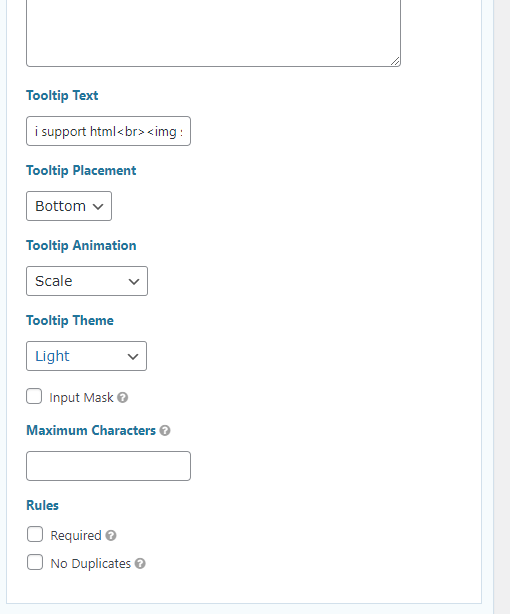 Tooltip Text
i support html<br><img :
Tooltip Placement
Bottom
Tooltip Animation
Scale
Tooltip Theme
Light
Input Mask
Maximum Characters
Rules
Required
No Duplicates